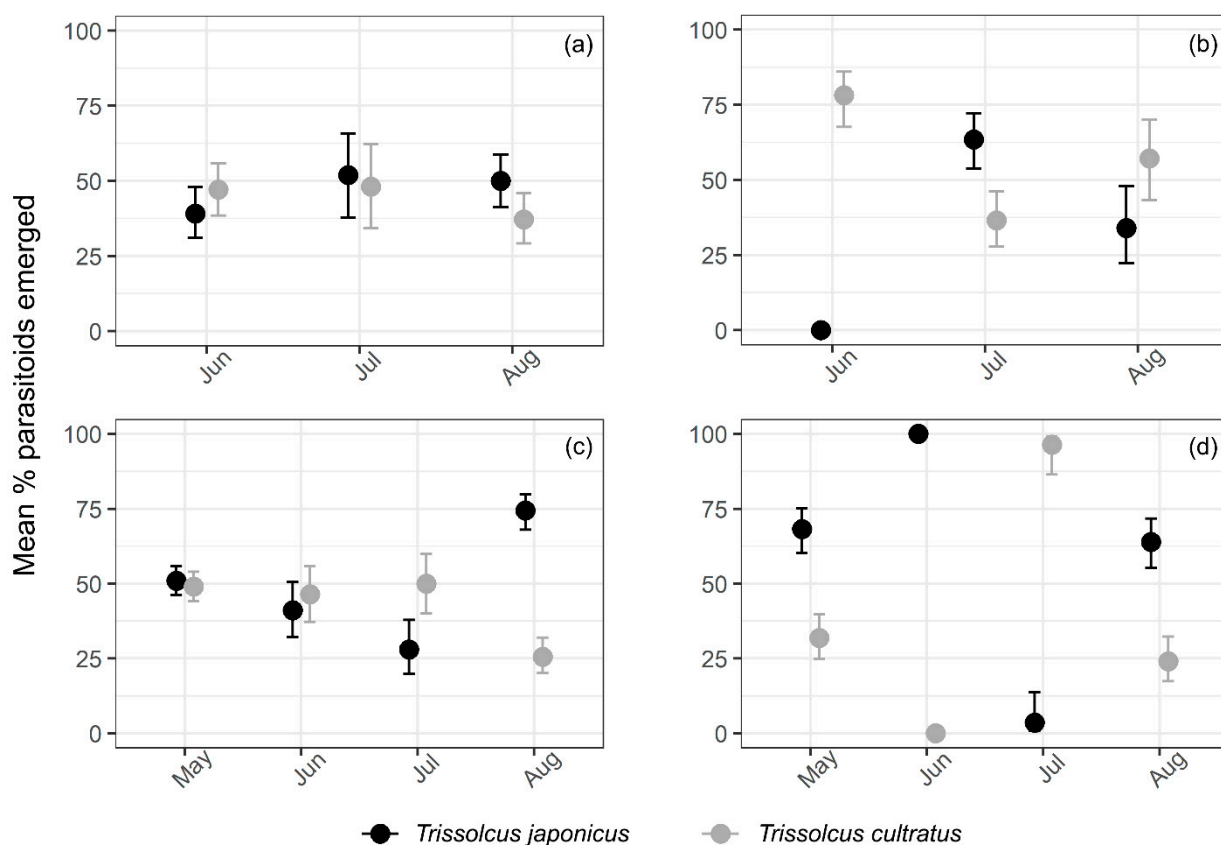 Mean % parasitoids emerged
100
75
50
25
0
(a)
Jun
Jul
Aug
100
75
50
25
0
(b)
Jun
Jul
Aug
100
75
50
25
0
(c)
May
Jun
Jul
Aug
100
75
50
25
0
(d)
May
Jun
Jul
Aug
Trissolcus japonicus
Trissolcus cultratus